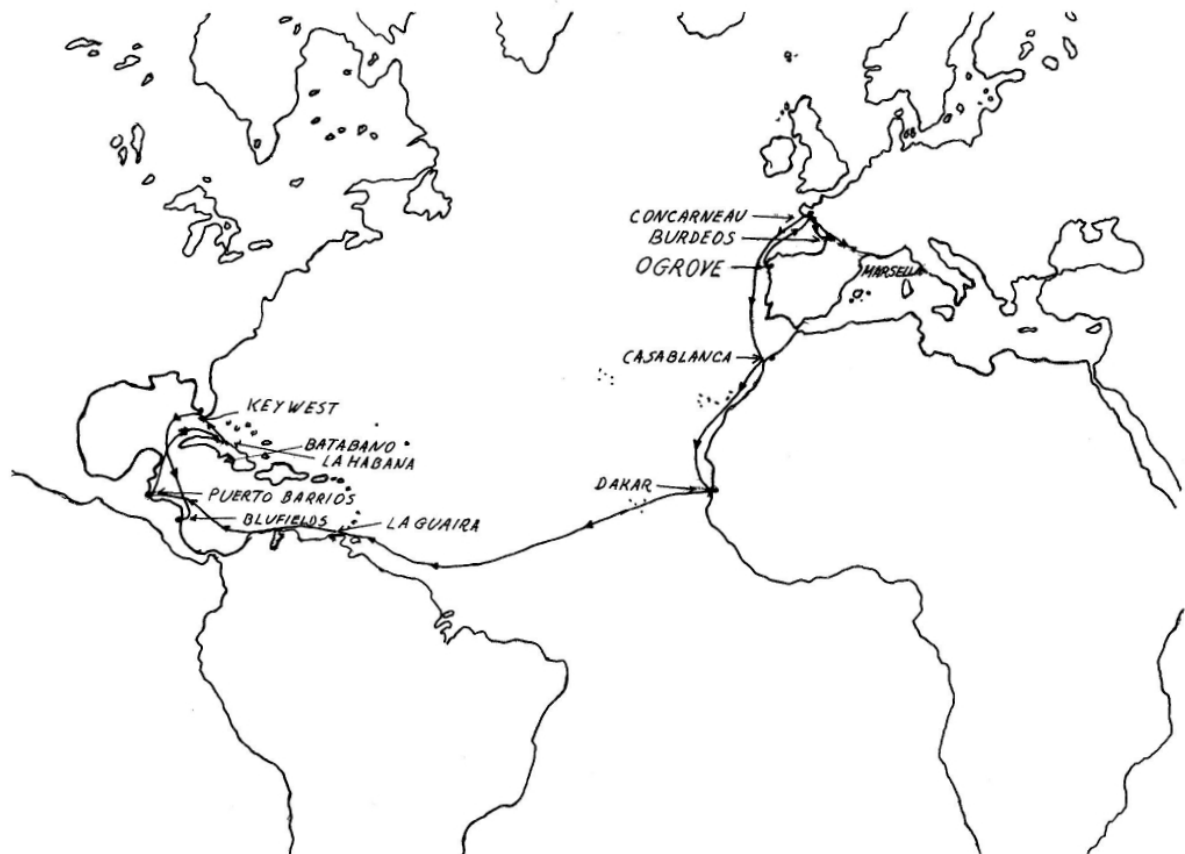 CONCARNEAU
BURDEOS
OGROVE
MARSELLA
CASABLANCA
KEY WEST
BATABANO
LA HABANA
DAKAR
PUERTO BARRIOS
BLUFIELDS
LA GUAIRA